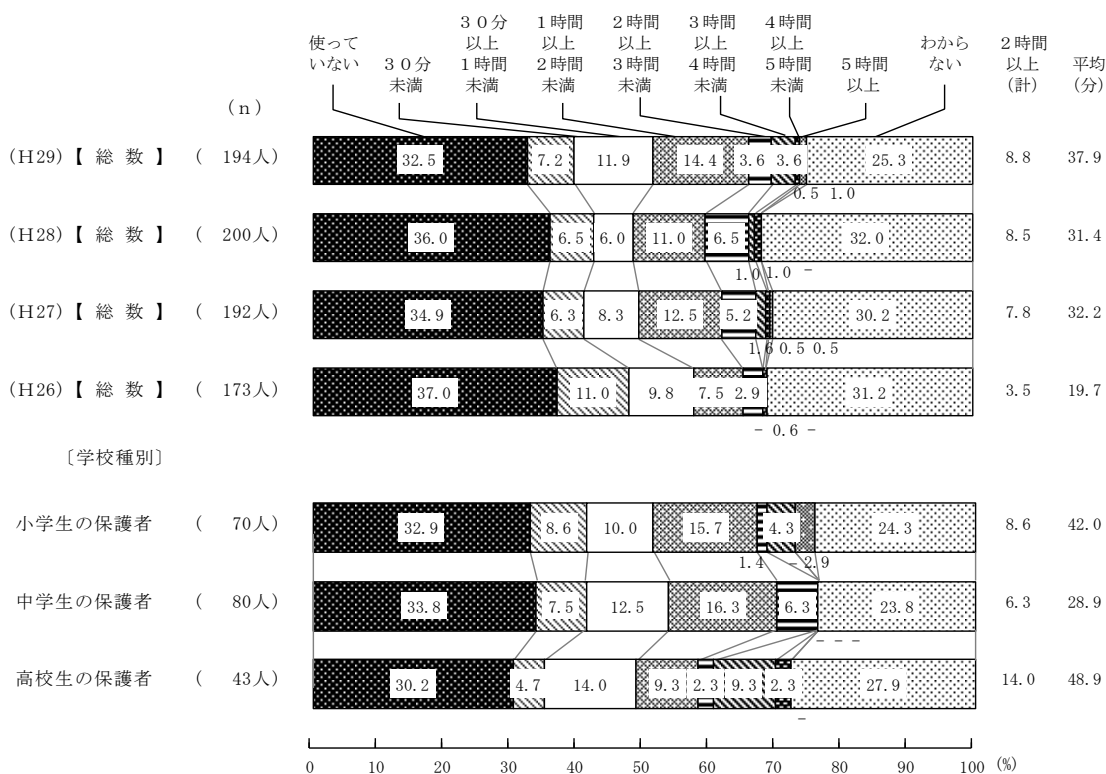 使って
いない
３０分
未満
３０分
以上
１時間
未満
１時間
以上
２時間
未満
２時間
以上
３時間
未満
３時間
以上
４時間
未満
４時間
以上
５時間
未満
５時間
以上
わから
ない
２時間
以上
(計)
平均
(分)
(ｎ)
(H29)【 総 数 】 ( 194人) 32.5 7.2 11.9 14.4 3.6 3.6 25.3 8.8 37.9
0.5 1.0
(H28)【 総 数 】 ( 200人) 36.0 6.5 6.0 11.0 6.5 32.0 8.5 31.4
1.0 1.0 -
(H27)【 総 数 】 ( 192人) 34.9 6.3 8.3 12.5 5.2 30.2 7.8 32.2
1.6 0.5 0.5
(H26)【 総 数 】 ( 173人) 37.0 11.0 9.8 7.5 2.9 31.2 3.5 19.7
- 0.6 -
〔学校種別〕
小学生の保護者 ( 70人) 32.9 8.6 10.0 15.7 4.3 24.3 8.6 42.0
1.4 - 2.9
中学生の保護者 ( 80人) 33.8 7.5 12.5 16.3 6.3 23.8 6.3 28.9
- - -
高校生の保護者 ( 43人) 30.2 4.7 14.0 9.3 2.3 9.3 2.3 27.9 14.0 48.9
-
0 10 20 30 40 50 60 70 80 90 100 (%)